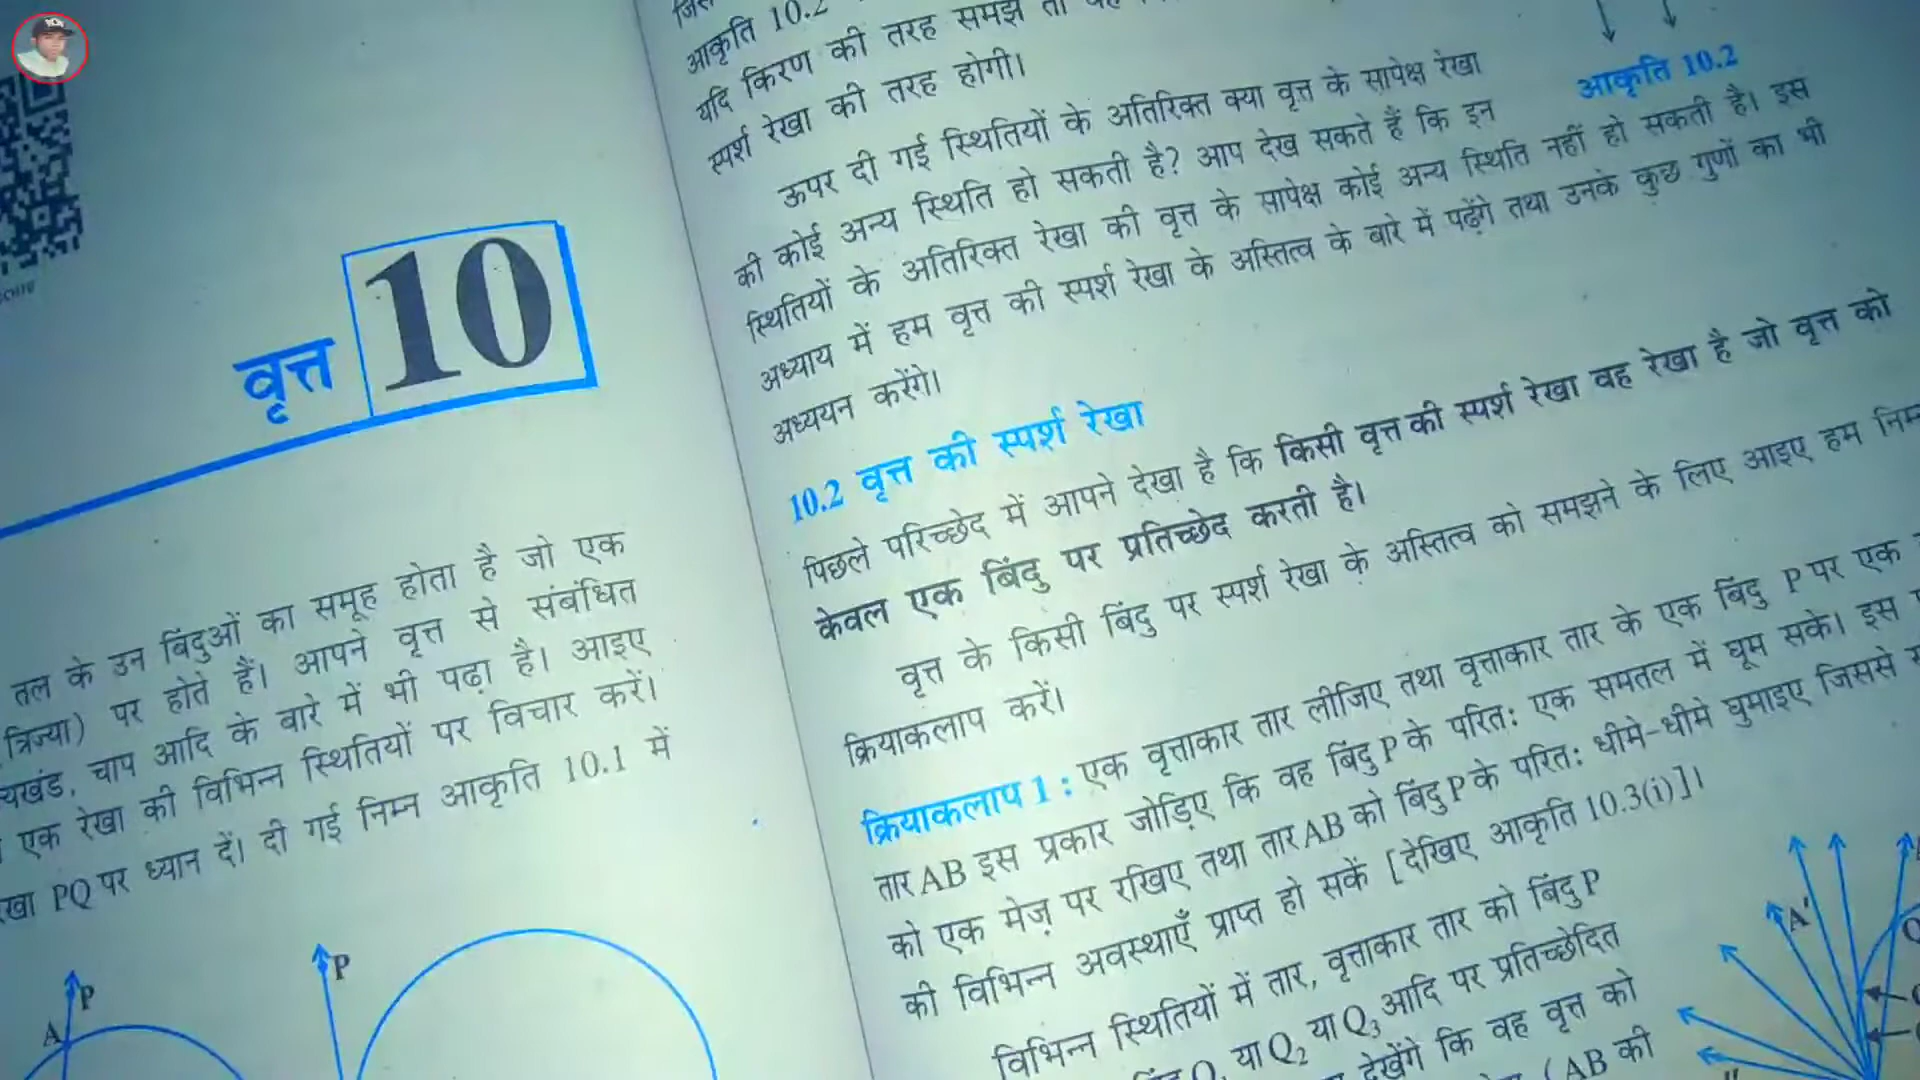 वृत्त 10
तल के उन बिंदुओं का समूह होता है जो एक
त्रिज्या) पर होते हैं। आपने वृत्त से संबंधित
चाप आदि के बारे में भी पढ़ा है। आइए
एक रेखा की विभिन्न स्थितियों पर विचार करें।
PQ पर ध्यान दें। दी गई निम्न आकृति 10.1 में
P
A
P
आकृति 10.2
यदि किरण की तरह समझें तो
स्पर्श रेखा की तरह होगी।
आकृति 10.2
ऊपर दी गई स्थितियों के अतिरिक्त क्या वृत्त के सापेक्ष रेखा
की कोई अन्य स्थिति हो सकती है? आप देख सकते हैं कि इन
स्थितियों के अतिरिक्त रेखा की वृत्त के सापेक्ष कोई अन्य स्थिति नहीं हो सकती है। इस
अध्याय में हम वृत्त की स्पर्श रेखा के अस्तित्व के बारे में पढ़ेंगे तथा उनके कुछ गुणों का भी
अध्ययन करेंगे।
10.2 वृत्त की स्पर्श रेखा
पिछले परिच्छेद में आपने देखा है कि किसी वृत्त की स्पर्श रेखा वह रेखा है जो वृत्त को
केवल एक बिंदु पर प्रतिच्छेद करती है।
वृत्त के किसी बिंदु पर स्पर्श रेखा के अस्तित्व को समझने के लिए आइए हम
क्रियाकलाप करें।
क्रियाकलाप 1 : एक वृत्ताकार तार लीजिए तथा वृत्ताकार तार के एक बिंदु P पर एक
तार AB इस प्रकार जोड़िए कि वह बिंदु P के परित: एक समतल में घूम सके। इस
को एक मेज़ पर रखिए तथा तार AB को बिंदु P के परित: धीमे-धीमे घुमाइए जिससे
की विभिन्न अवस्थाएँ प्राप्त हो सकें [देखिए आकृति 10.3(i)]।
विभिन्न स्थितियों में तार, वृत्ताकार तार को बिंदु P
या Q₂ या Q₃ आदि पर प्रतिच्छेदित
देखेंगे कि वह वृत्त को
(AB की
A'